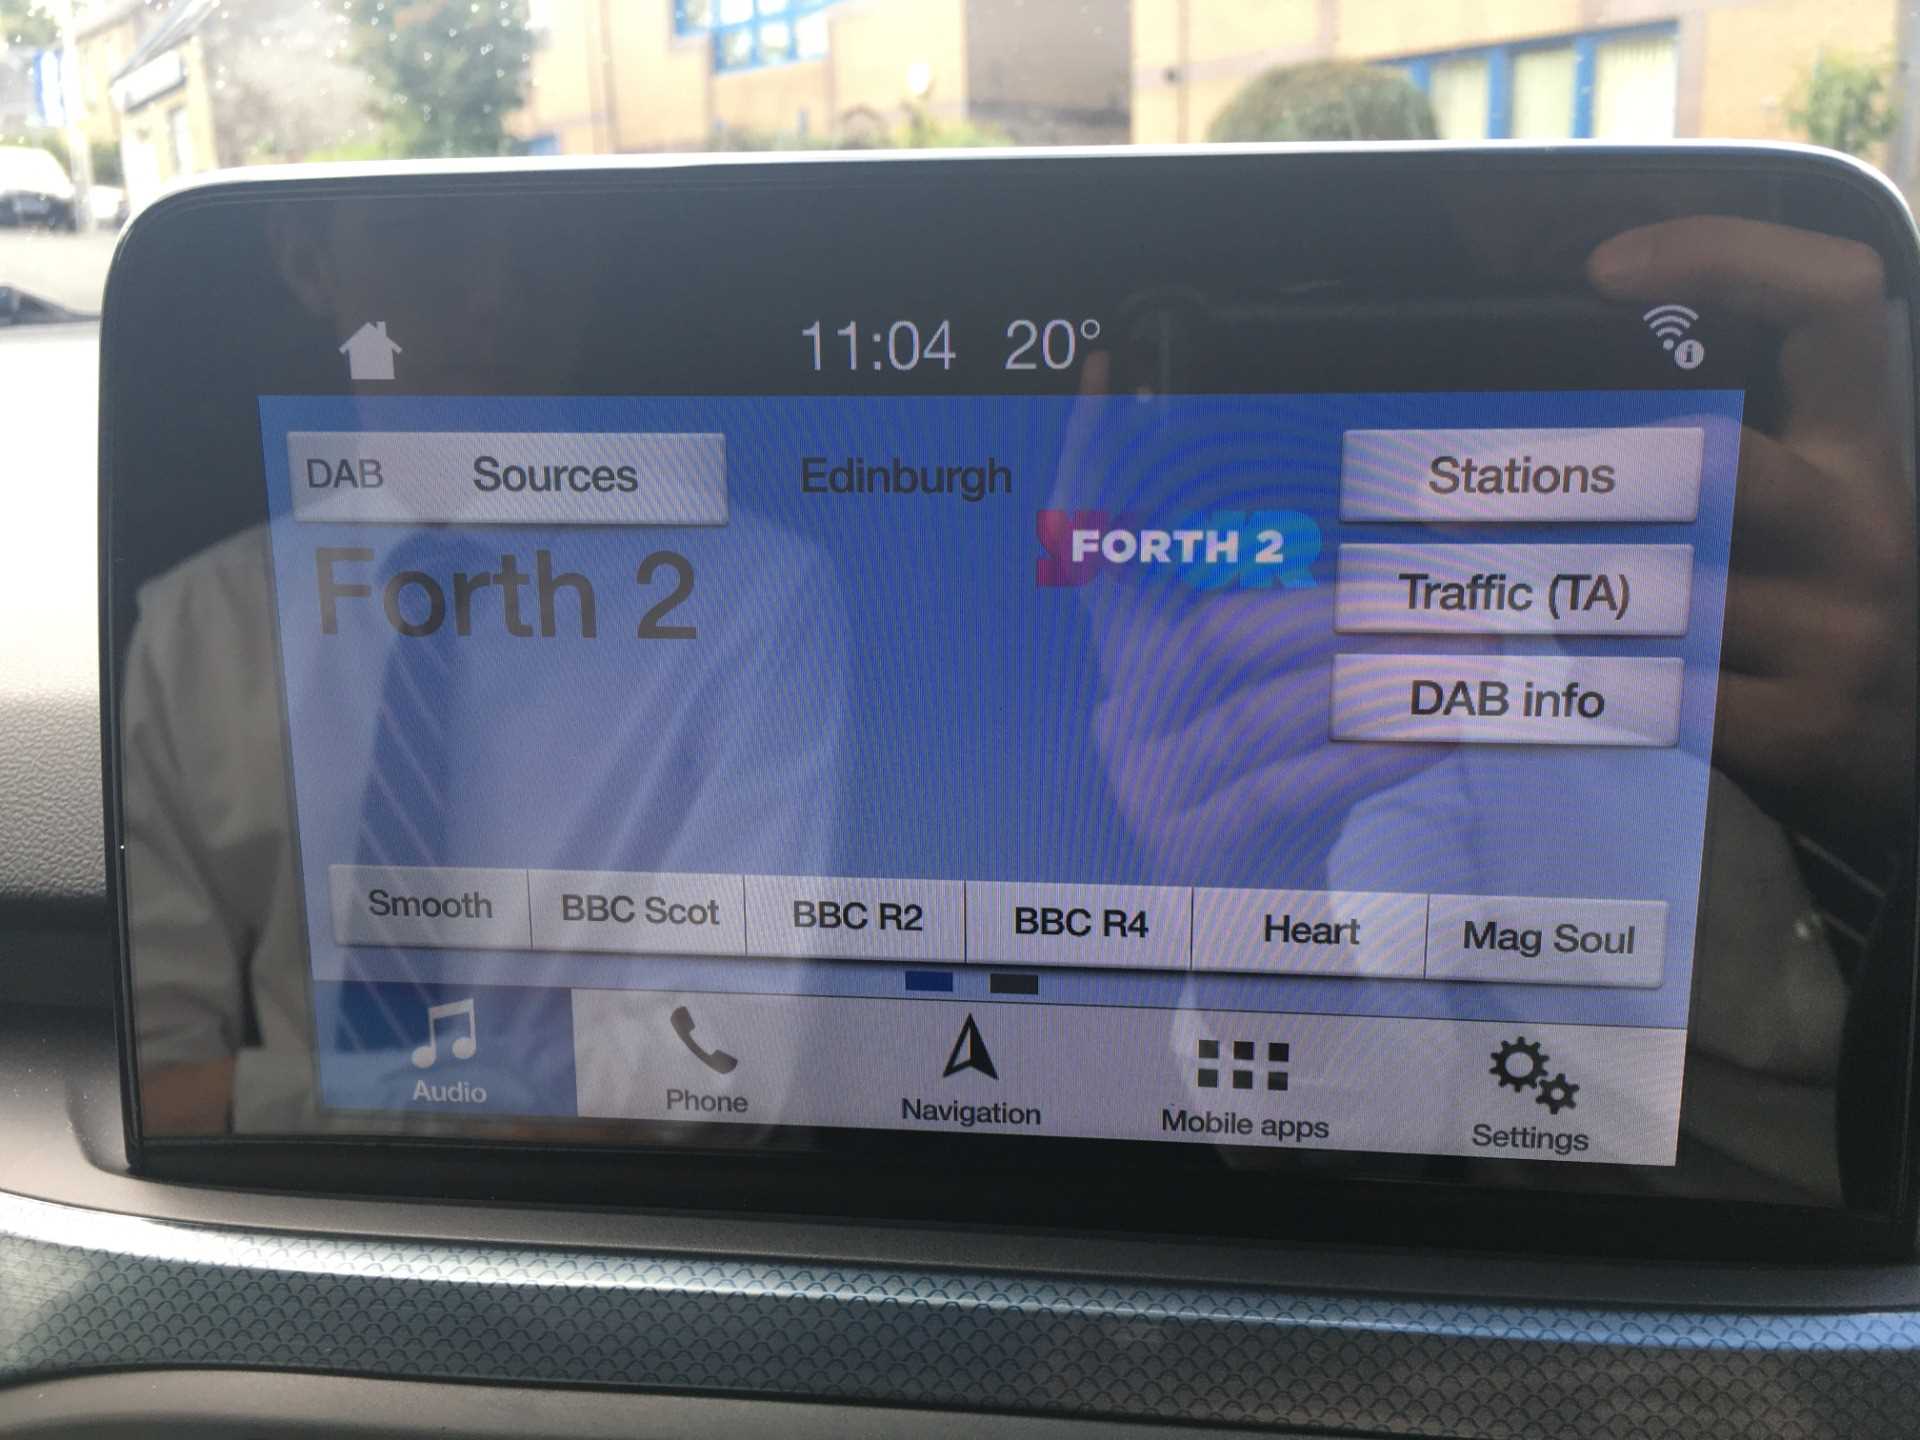 11:04 20°
DAB Sources Edinburgh Stations
YOUR
FORTH 2
Forth 2
Traffic (TA)
DAB info
Smooth BBC Scot BBC R2 BBC R4 Heart Mag Soul
Audio Phone Navigation Mobile apps Settings